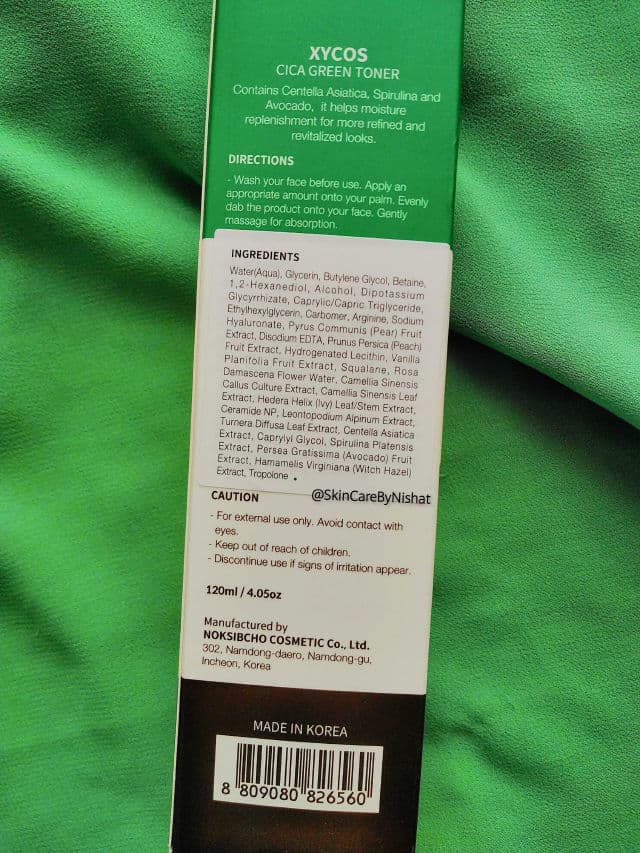 XYCOS
CICA GREEN TONER
Contains Centella Asiatica, Spirulina and
Avocado, it helps moisture
replenishment for more refined and
revitalized looks.
DIRECTIONS
- Wash your face before use. Apply an
appropriate amount onto your palm. Evenly
dab the product onto your face. Gently
massage for absorption.
INGREDIENTS
Water(Aqua), Glycerin, Butylene Glycol, Betaine,
1,2-Hexanediol, Alcohol, Dipotassium
Glycyrrhizate, Caprylic/Capric Triglyceride,
Ethylhexylglycerin, Carbomer, Arginine, Sodium
Hyaluronate, Pyrus Communis (Pear) Fruit
Extract, Disodium EDTA, Prunus Persica (Peach)
Fruit Extract, Hydrogenated Lecithin, Vanilla
Planifolia Fruit Extract, Squalane, Rosa
Damascena Flower Water, Camellia Sinensis
Callus Culture Extract, Camellia Sinensis Leaf
Extract, Hedera Helix (Ivy) Leaf/Stem Extract,
Ceramide NP, Leontopodium Alpinum Extract,
Turnera Diffusa Leaf Extract, Centella Asiatica
Extract, Caprylyl Glycol, Spirulina Platensis
Extract, Persea Gratissima (Avocado) Fruit
Extract, Hamamelis Virginiana (Witch Hazel)
Extract, Tropolone .
@SkinCareByNishat
CAUTION
- For external use only. Avoid contact with
eyes.
- Keep out of reach of children.
- Discontinue use if signs of irritation appear.
120ml / 4.05oz
Manufactured by
NOKSIBCHO COSMETIC Co., Ltd.
302, Namdong-daero, Namdong-gu,
Incheon, Korea
MADE IN KOREA
8 809080 826560